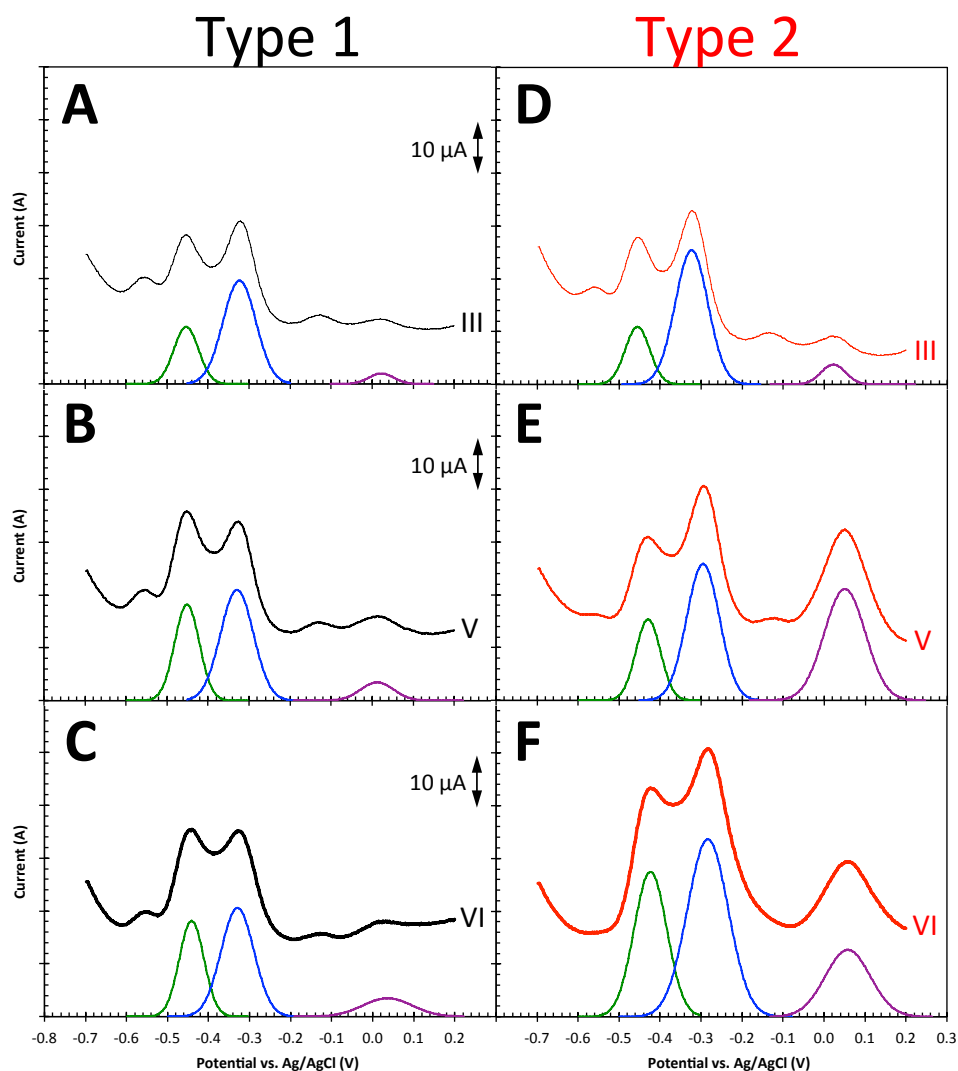 Type 1
Type 2
A
10 μA
Current (A)
III
D
10 μA
III
B
10 μA
Current (A)
V
E
V
C
10 μA
Current (A)
VI
F
VI
-0.8 -0.7 -0.6 -0.5 -0.4 -0.3 -0.2 -0.1 0.0 0.1 0.2
-0.7 -0.6 -0.5 -0.4 -0.3 -0.2 -0.1 0.0 0.1 0.2 0.3
Potential vs. Ag/AgCl (V)
Potential vs. Ag/AgCl (V)